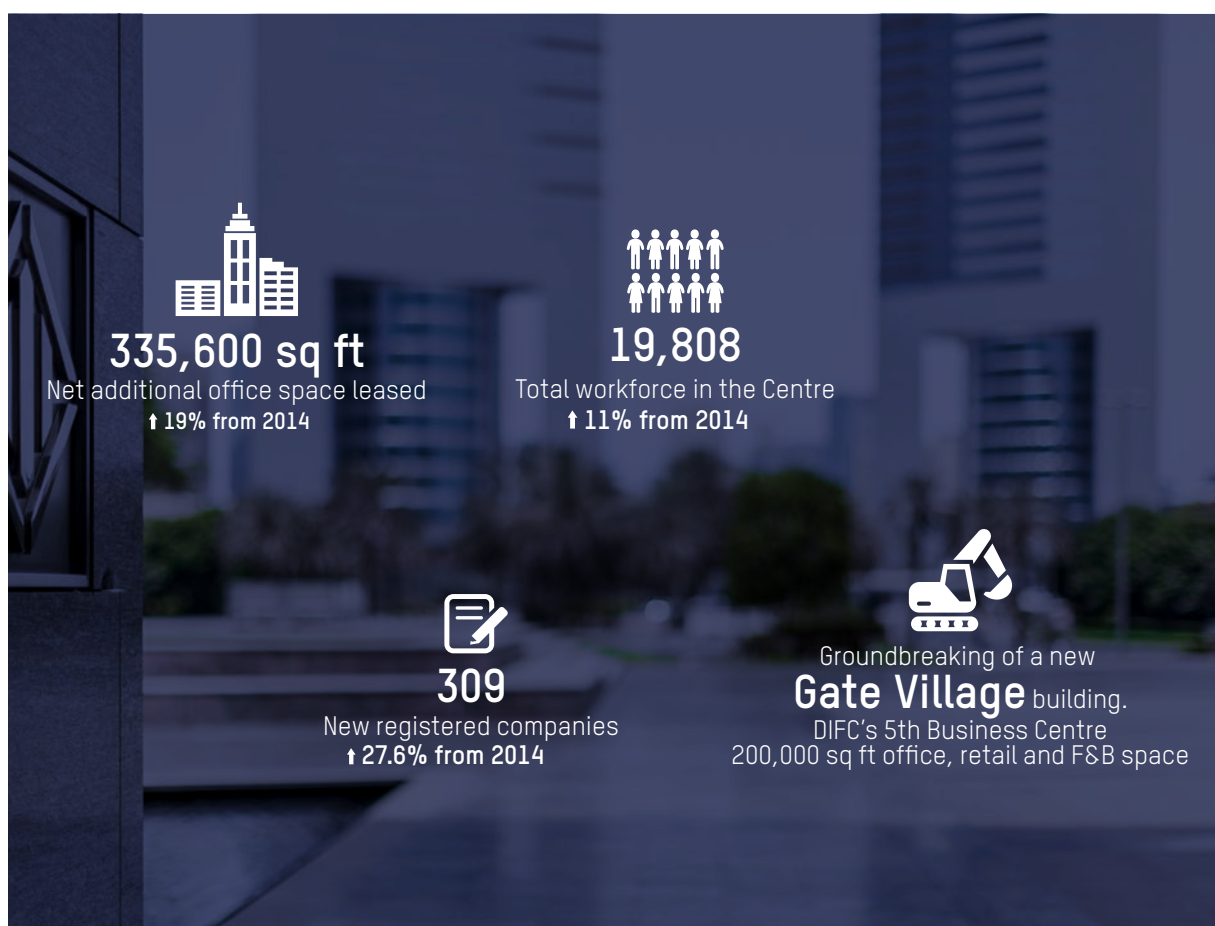 335,600 sq ft
Net additional office space leased
⬆ 19% from 2014
19,808
Total workforce in the Centre
⬆ 11% from 2014
309
New registered companies
⬆ 27.6% from 2014
Groundbreaking of a new
Gate Village building.
DIFC's 5th Business Centre
200,000 sq ft office, retail and F&B space